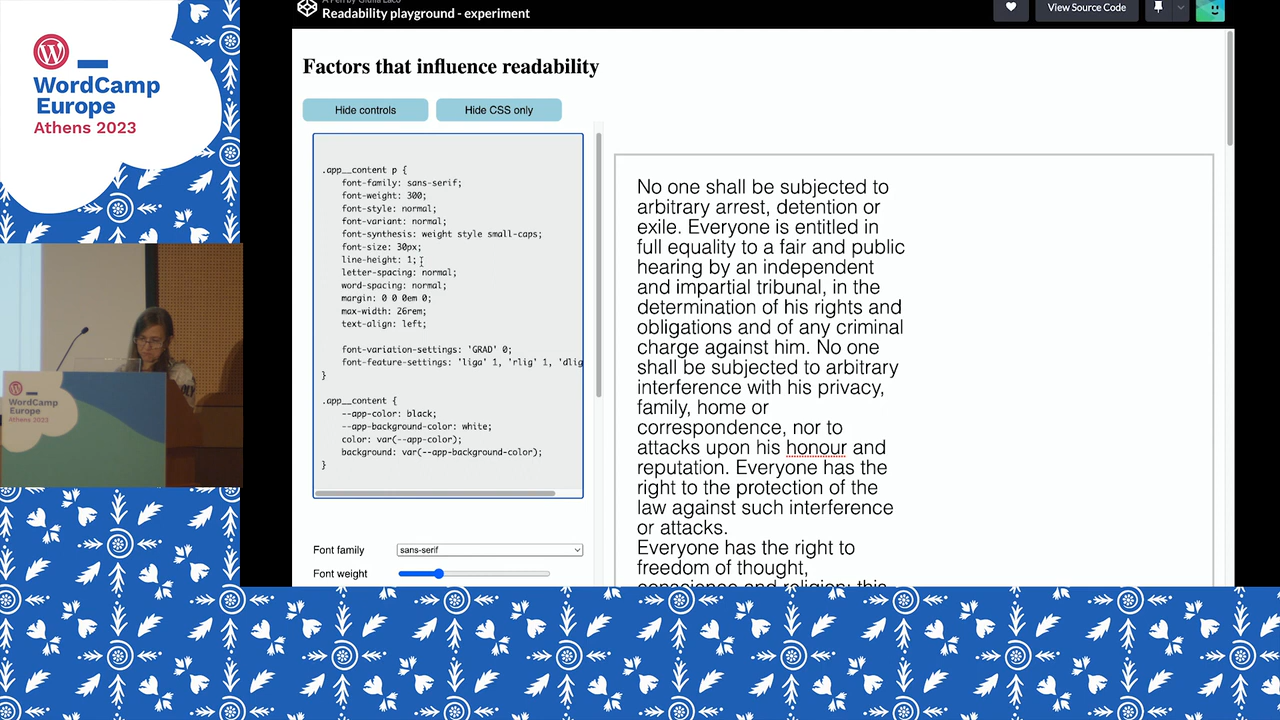 WordCamp
Europe
Athens 2023
WordCamp
Europe
Athens 2023
Readability playground - experiment
View Source Code
Factors that influence readability
Hide controls
Hide CSS only
.app__content p {
font-family: sans-serif;
font-weight: 300;
font-style: normal;
font-variant: normal;
font-synthesis: weight style small-caps;
font-size: 30px;
line-height: 1;
letter-spacing: normal;
word-spacing: normal;
margin: 0 0 0em 0;
max-width: 26rem;
text-align: left;
font-variation-settings: 'GRAD' 0;
font-feature-settings: 'liga' 1, 'rlig' 1, 'dlig
}
.app__content {
--app-color: black;
--app-background-color: white;
color: var(--app-color);
background: var(--app-background-color);
}
Font family
sans-serif
Font weight
No one shall be subjected to
arbitrary arrest, detention or
exile. Everyone is entitled in
full equality to a fair and public
hearing by an independent
and impartial tribunal, in the
determination of his rights and
obligations and of any criminal
charge against him. No one
shall be subjected to arbitrary
interference with his privacy,
family, home or
correspondence, nor to
attacks upon his honour and
reputation. Everyone has the
right to the protection of the
law against such interference
or attacks.
Everyone has the right to
freedom of thought,